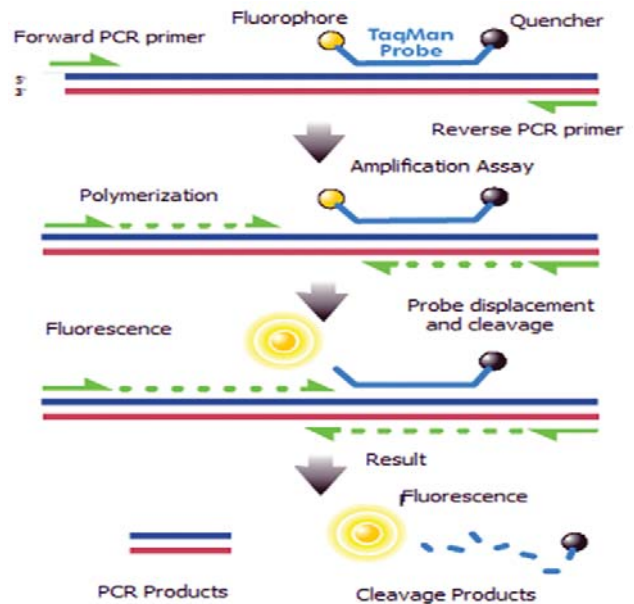 Fluorophore
TaqMan
Probe
Quencher
Forward PCR primer
5'
3'
Reverse PCR primer
Amplification Assay
Polymerization
Probe displacement
and cleavage
Fluorescence
Result
Fluorescence
PCR Products
Cleavage Products